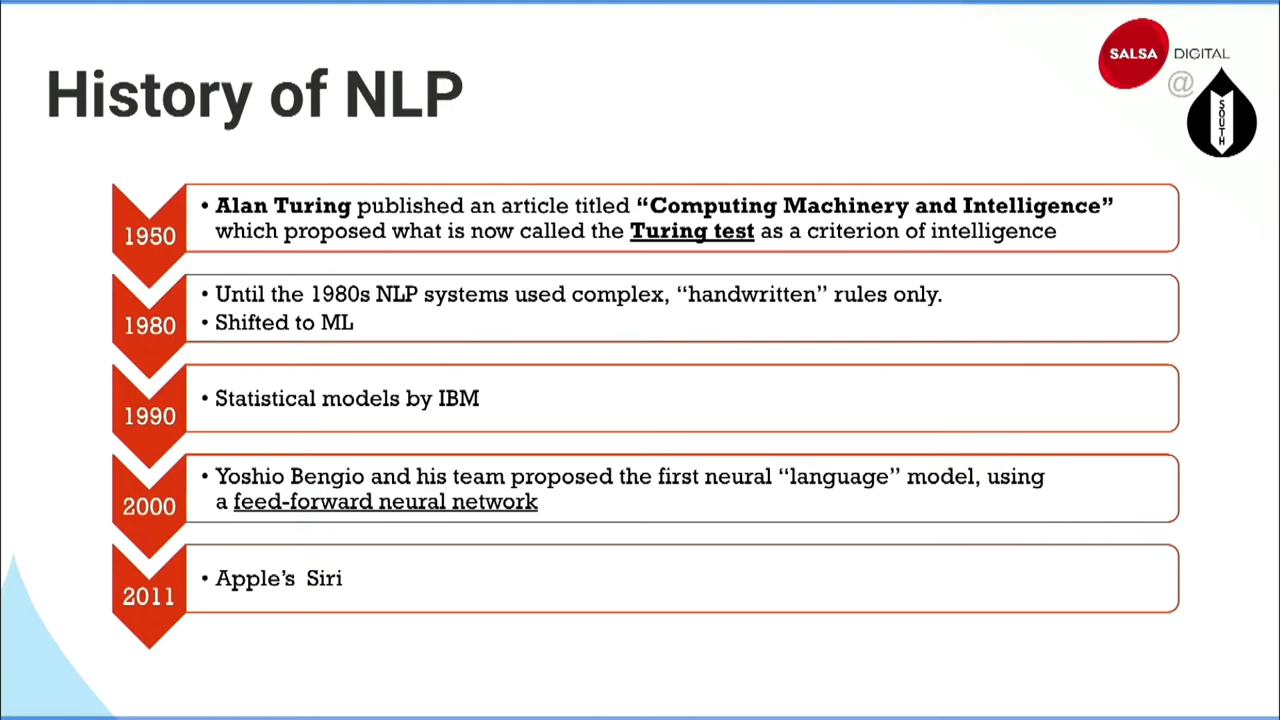 SALSA DIGITAL
@
SOUTH
History of NLP
1950
• Alan Turing published an article titled “Computing Machinery and Intelligence”
which proposed what is now called the Turing test as a criterion of intelligence
1980
• Until the 1980s NLP systems used complex, “handwritten” rules only.
• Shifted to ML
1990
• Statistical models by IBM
2000
• Yoshio Bengio and his team proposed the first neural “language” model, using
a feed-forward neural network
2011
• Apple’s Siri